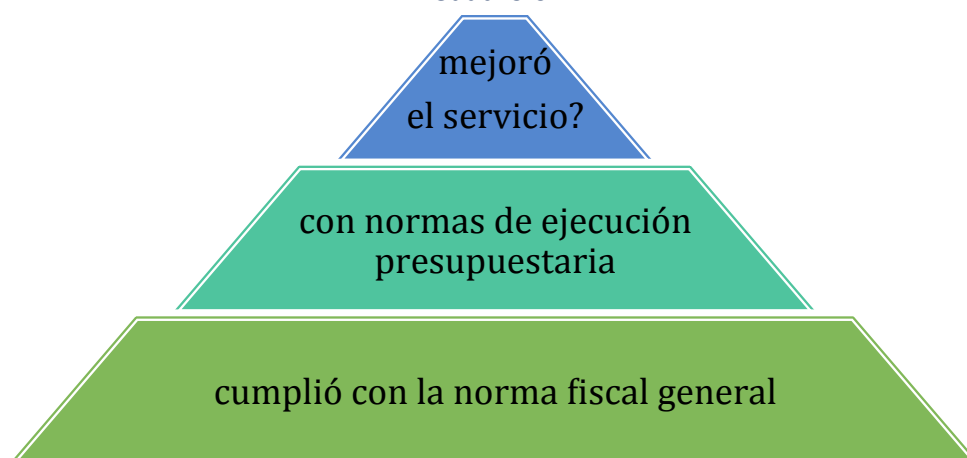 mejoró
el servicio?
con normas de ejecución
presupuestaria
cumplió con la norma fiscal general